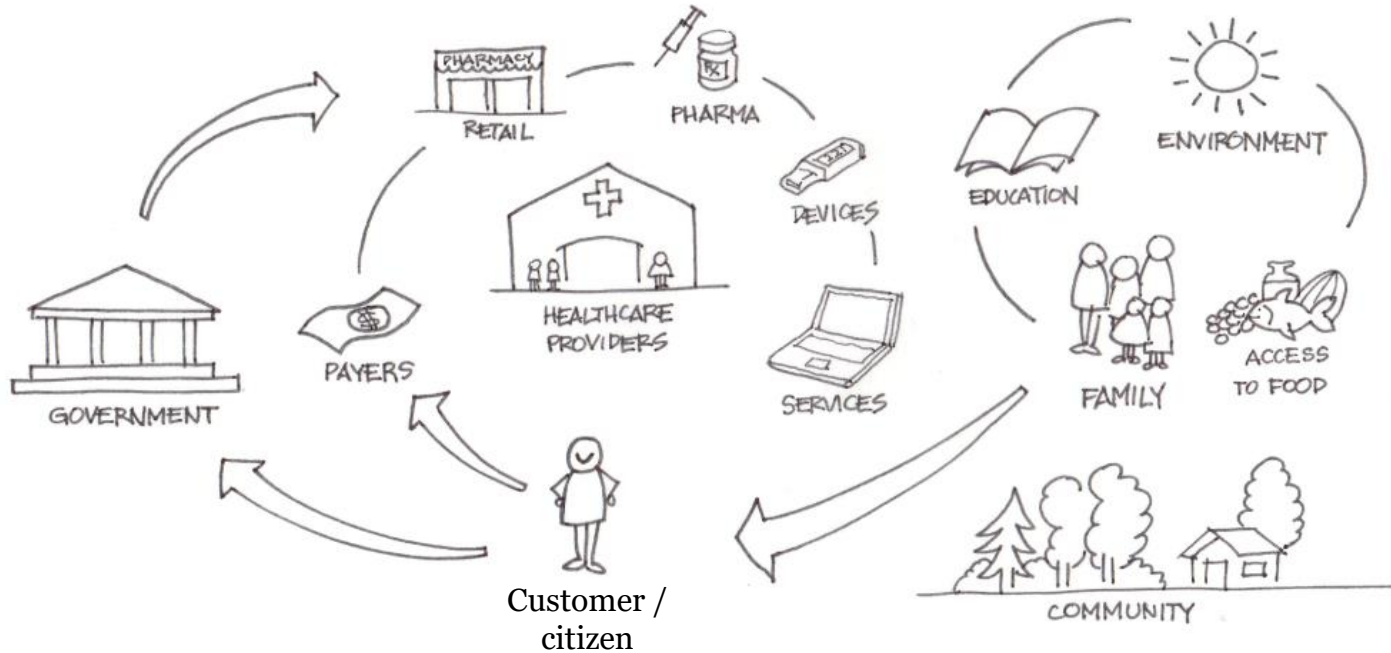 PHARMACY
RETAIL
RX
PHARMA
DEVICES
ENVIRONMENT
EDUCATION
GOVERNMENT
$
PAYERS
HEALTHCARE
PROVIDERS
SERVICES
FAMILY
ACCESS
TO FOOD
Customer /
citizen
COMMUNITY